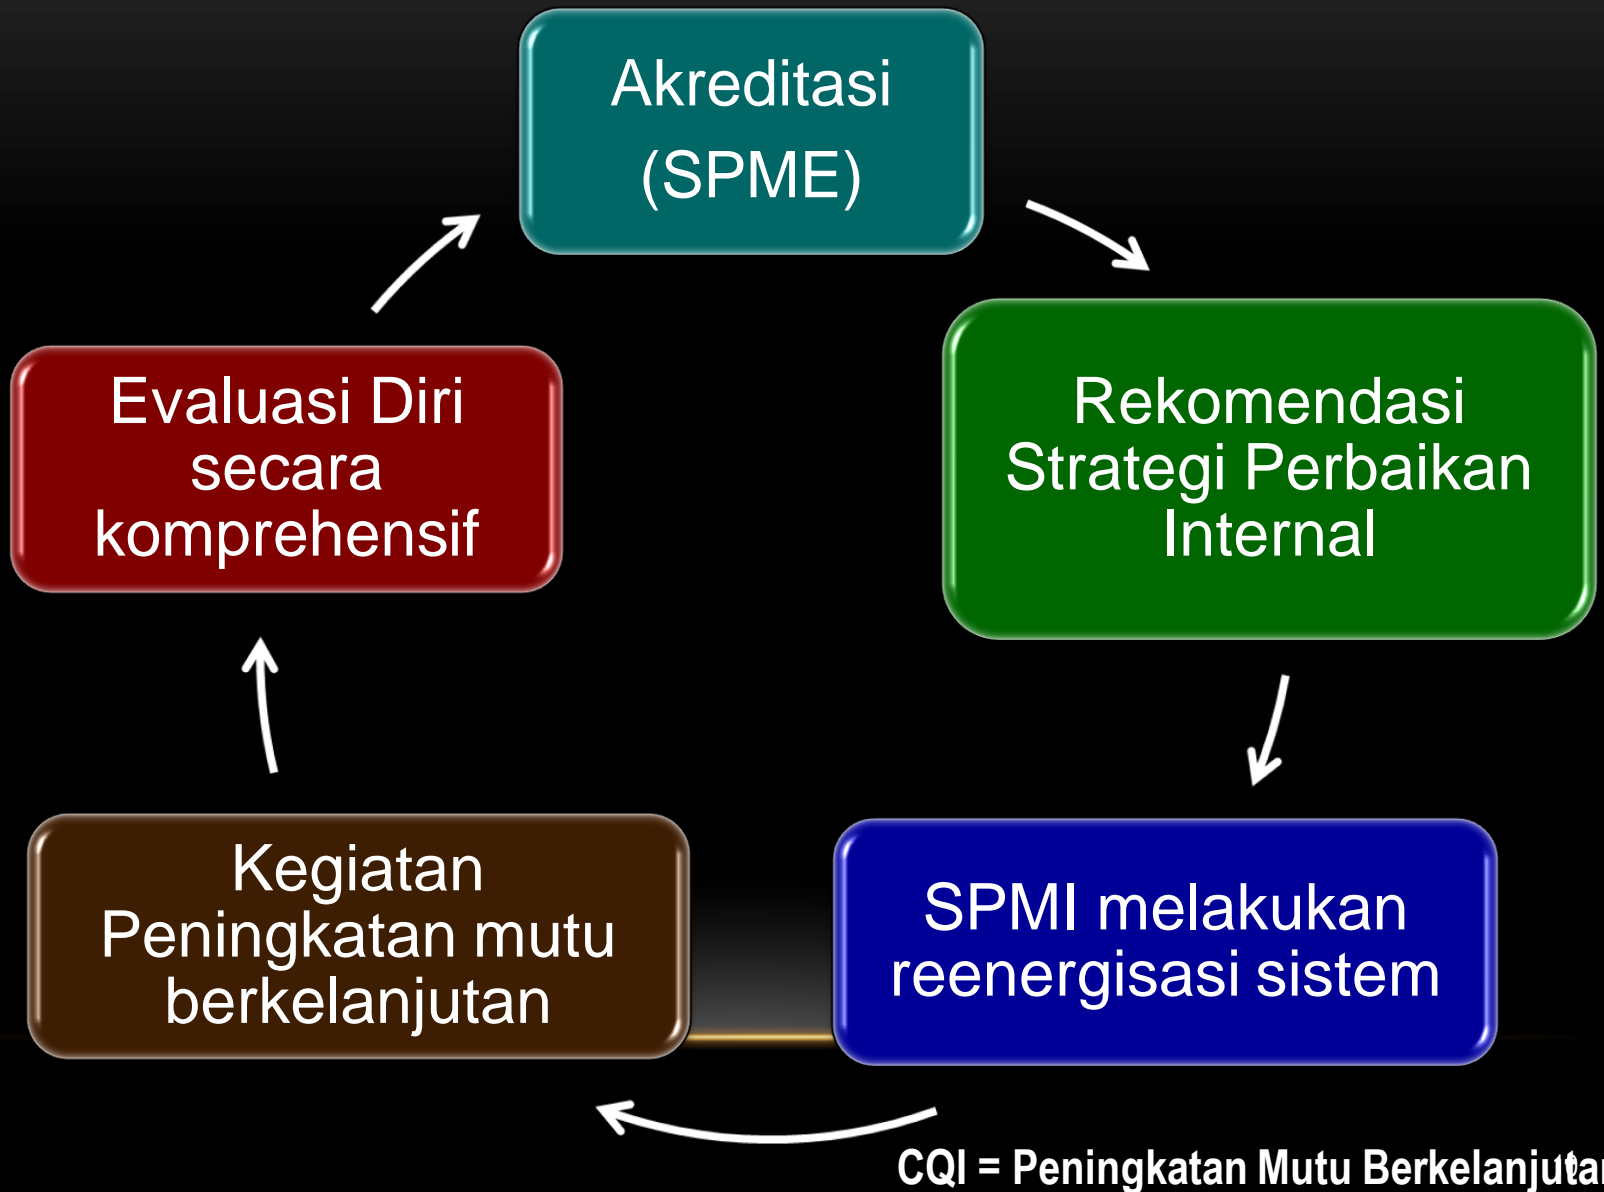 Akreditasi
(SPME)
Rekomendasi
Strategi Perbaikan
Internal
SPMI melakukan
reenergisasi sistem
Kegiatan
Peningkatan mutu
berkelanjutan
Evaluasi Diri
secara
komprehensif
CQI = Peningkatan Mutu Berkelanjutan